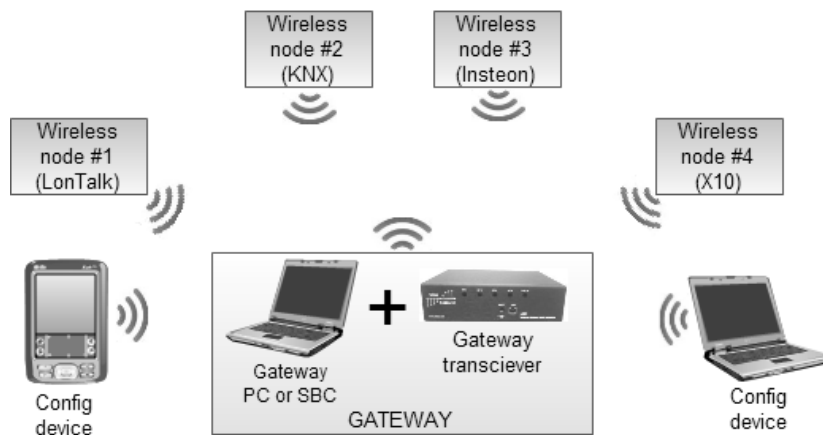 Wireless
node #2
(KNX)
Wireless
node #3
(Insteon)
Wireless
node #1
(LonTalk)
Wireless
node #4
(X10)
Gateway
PC or SBC
Gateway
transciever
GATEWAY
Config
device
Config
device